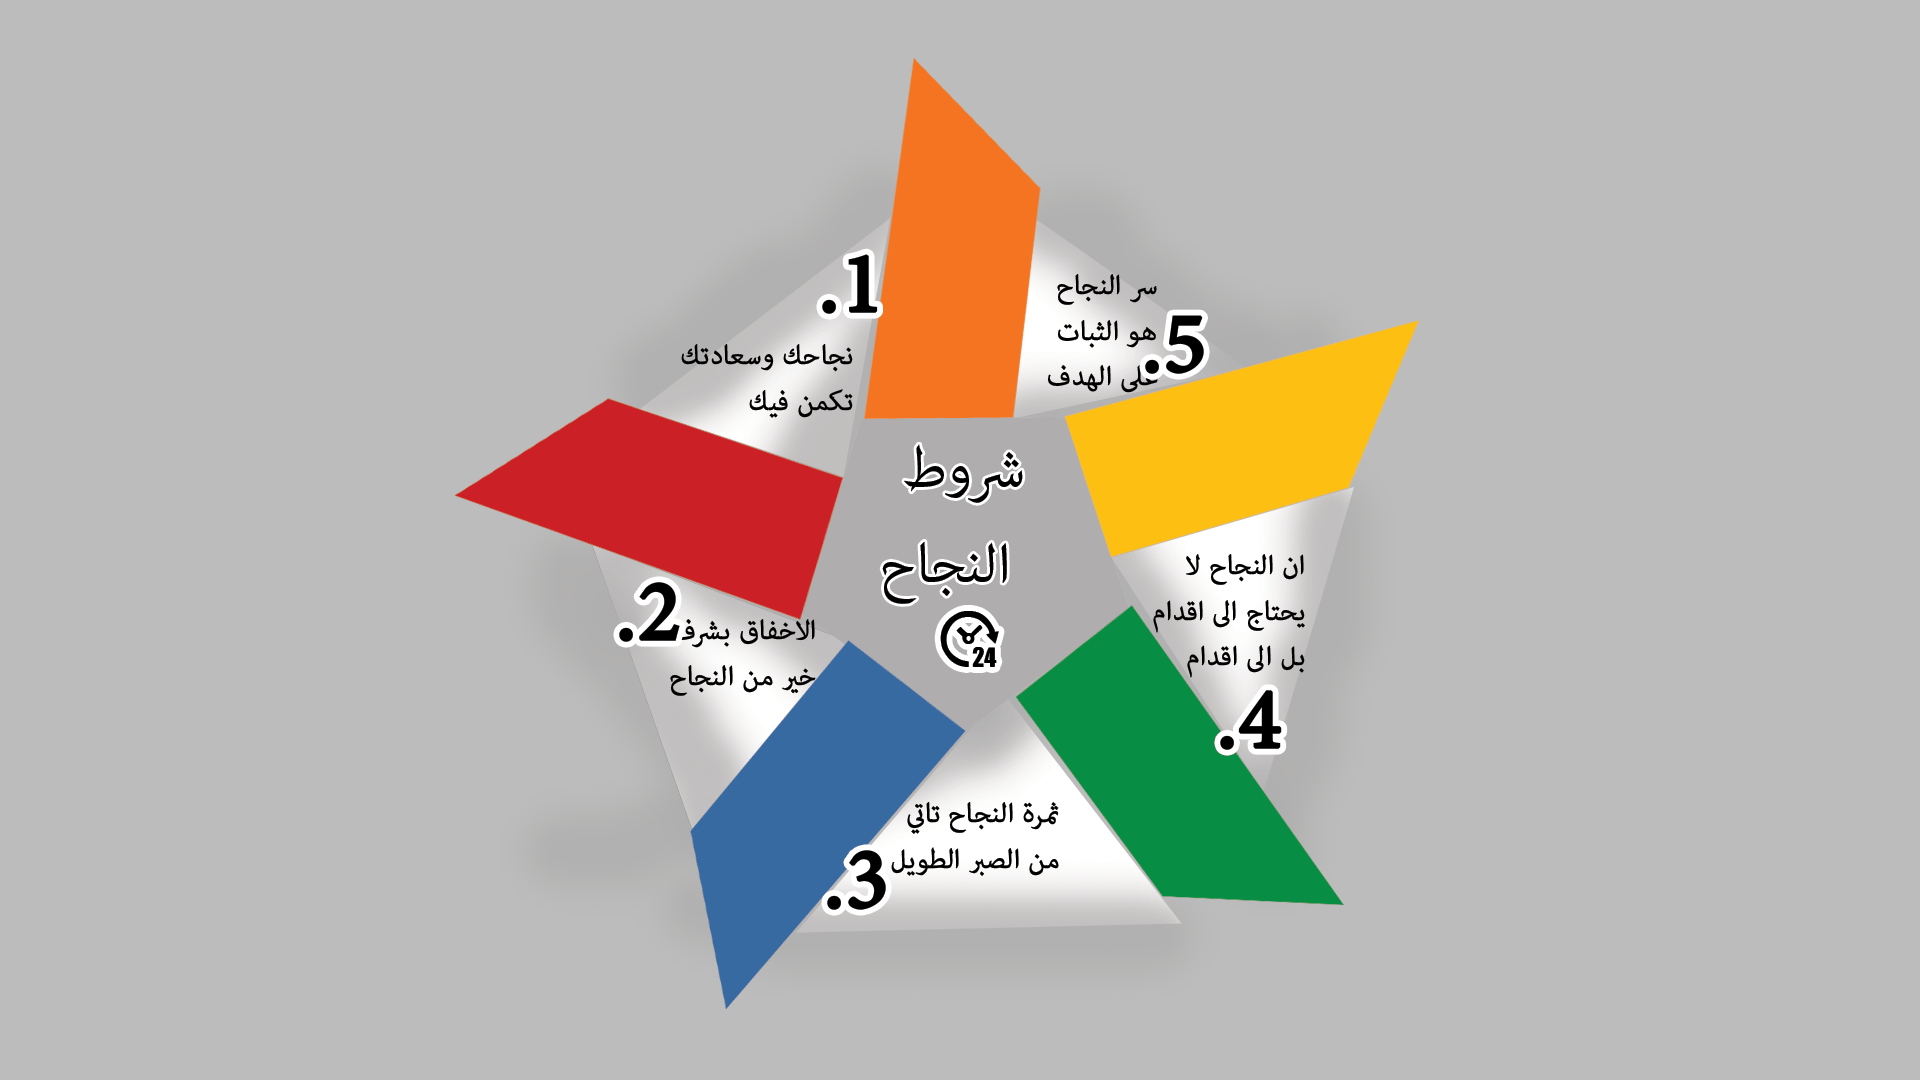 شروط
النجاح
24
1.
نجاحك وسعادتك
تكمن فيك
2.
الاخفاق بشرف
خير من النجاح
3.
ثمرة النجاح تاتي
من الصبر الطويل
4.
ان النجاح لا
يحتاج الى اقدام
بل الى اقدام
5.
سر النجاح
هو الثبات
على الهدف